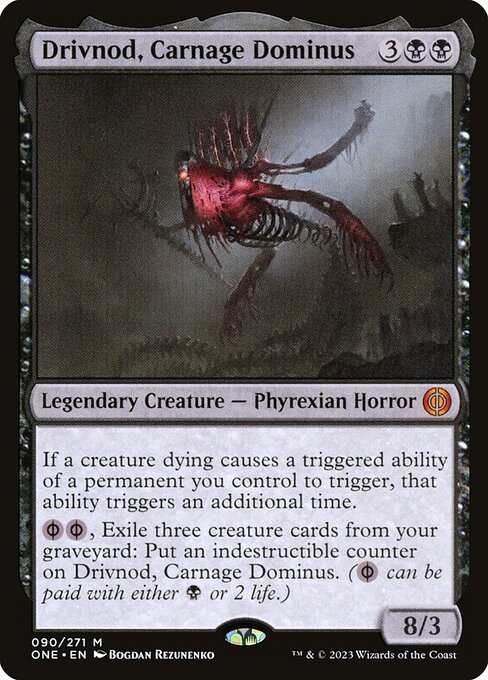 Drivnod, Carnage Dominus 3
Legendary Creature — Phyrexian Horror
If a creature dying causes a triggered ability
of a permanent you control to trigger, that
ability triggers an additional time.
, Exile three creature cards from your
graveyard: Put an indestructible counter
on Drivnod, Carnage Dominus. ( can be
paid with either or 2 life.)
8/3
090/271 M
ONE • EN Bogdan Rezunenko
™ & © 2023 Wizards of the Coast